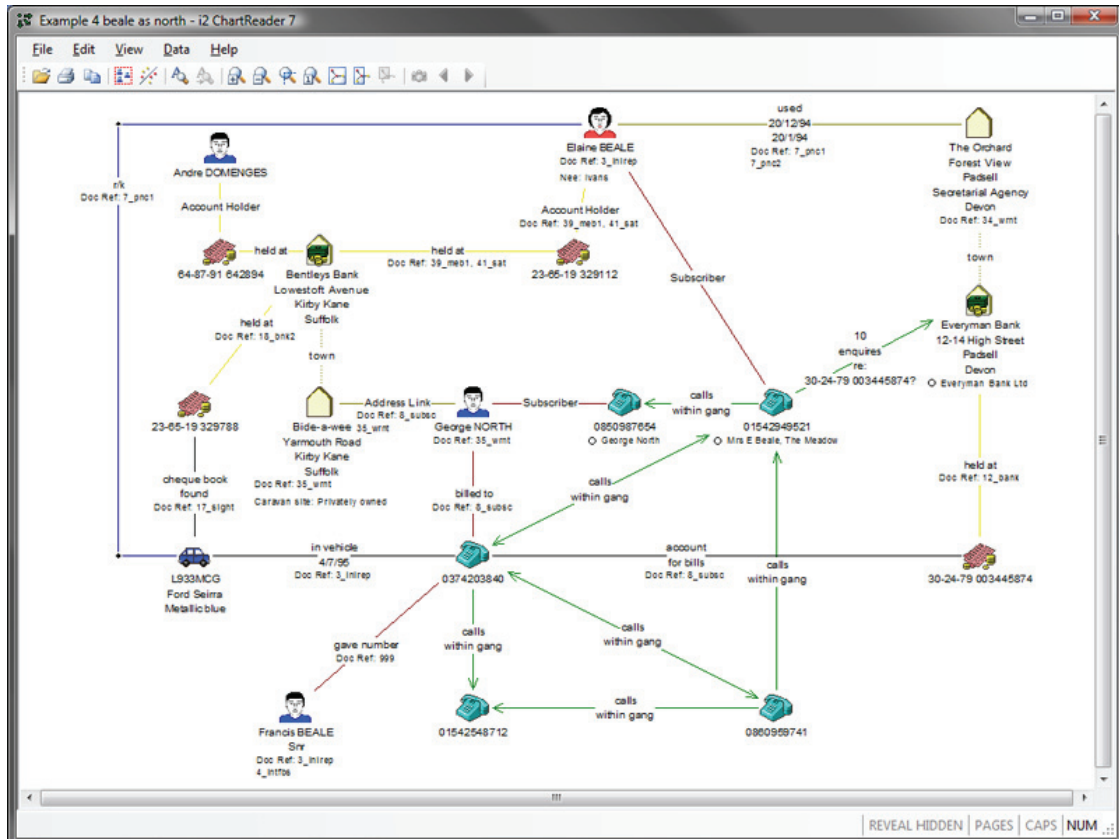 Example 4 beale as north - i2 ChartReader 7
File Edit View Data Help
used
20/12/94
20/1/94
Doc Ref: 7_pnc1
7_pnc2
Elaine BEALE
Doc Ref: 3_inlrep
Nee: Ivans
The Orchard
Forest View
Padsell
Secretarial Agency
Devon
Doc Ref: 34_wrnt
Andre DOMENGES
r/k
Doc Ref: 7_pnc1
Account Holder
Account Holder
Doc Ref: 39_meb1, 41_sat
held at
held at
Doc Ref: 39_meb1, 41_sat
64-87-91 642894
Bentleys Bank
Lowestoft Avenue
Kirby Kane
Suffolk
23-65-19 329112
Subscriber
town
Everyman Bank
12-14 High Street
Padsell
Devon
Everyman Bank Ltd
held at
Doc Ref: 18_bnk2
town
10
enquires
re:
30-24-79 003445874?
23-65-19 329788
Address Link
Doc Ref: 8_subsc
35_wrnt
Bide-a-wee
Yarmouth Road
Kirby Kane
Suffolk
Doc Ref: 35_wrnt
Caravan site: Privately owned
George NORTH
Doc Ref: 35_wrnt
Subscriber
0850987654
George North
calls
within gang
01542949521
Mrs E Beale, The Meadow
cheque book
found
Doc Ref: 17_sight
billed to
Doc Ref: 8_subsc
calls
within gang
held at
Doc Ref: 12_bank
L933MCG
Ford Seirra
Metallic blue
in vehicle
4/7/95
Doc Ref: 3_inlrep
0374203840
account
for bills
Doc Ref: 8_subsc
calls
within gang
30-24-79 003445874
gave number
Doc Ref: 999
calls
within gang
calls
within gang
Francis BEALE
Snr
Doc Ref: 3_inlrep
4_intfbs
01542548712
calls
within gang
0860959741
REVEAL HIDDEN PAGES CAPS NUM